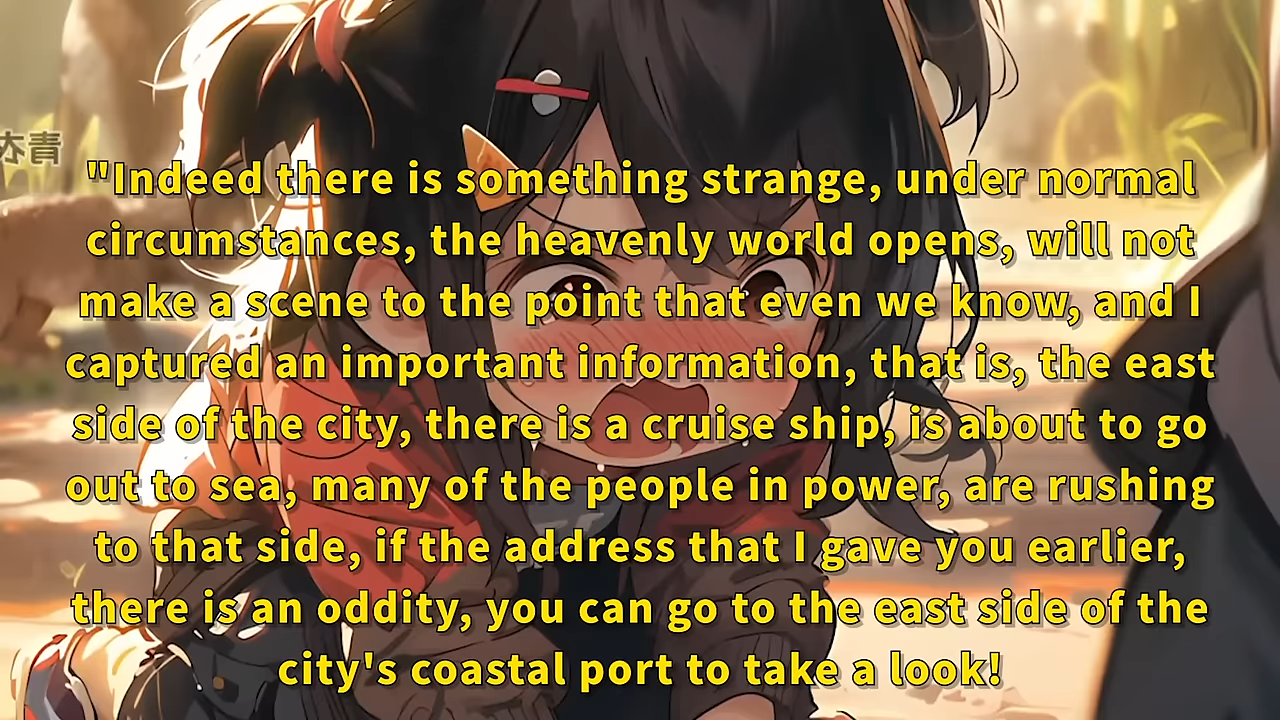 青衣
"Indeed there is something strange, under normal
circumstances, the heavenly world opens, will not
make a scene to the point that even we know, and I
captured an important information, that is, the east
side of the city, there is a cruise ship, is about to go
out to sea, many of the people in power, are rushing
to that side, if the address that I gave you earlier,
there is an oddity, you can go to the east side of the
city's coastal port to take a look!